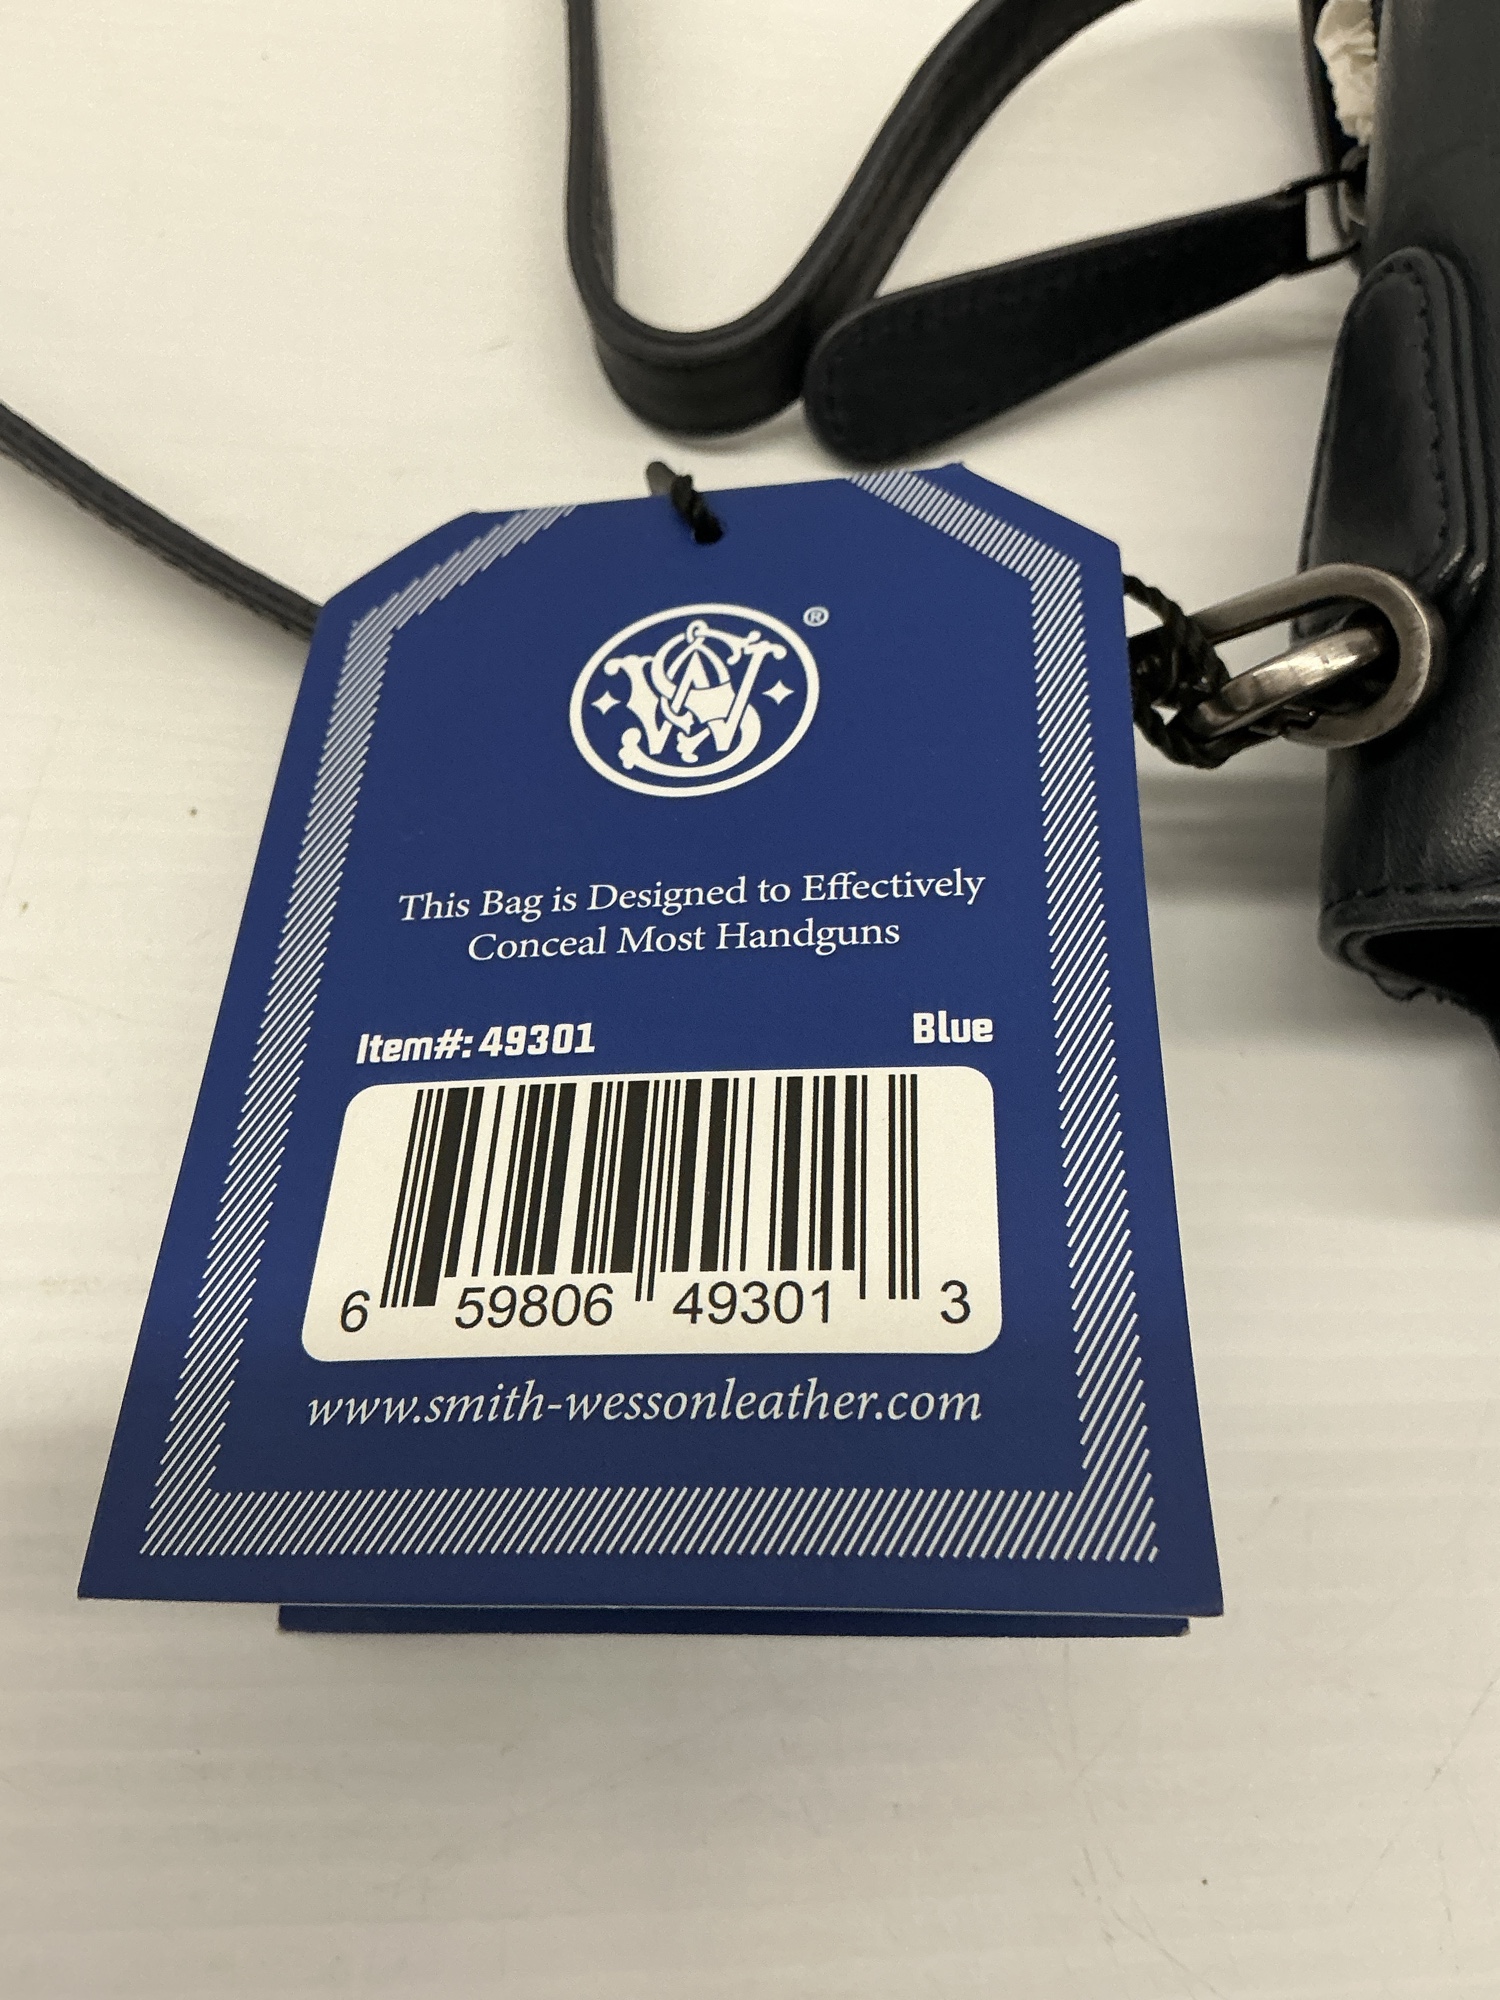 SW
®
This Bag is Designed to Effectively
Conceal Most Handguns
Item#: 49301 Blue
6 59806 49301 3
www.smith-wessonleather.com